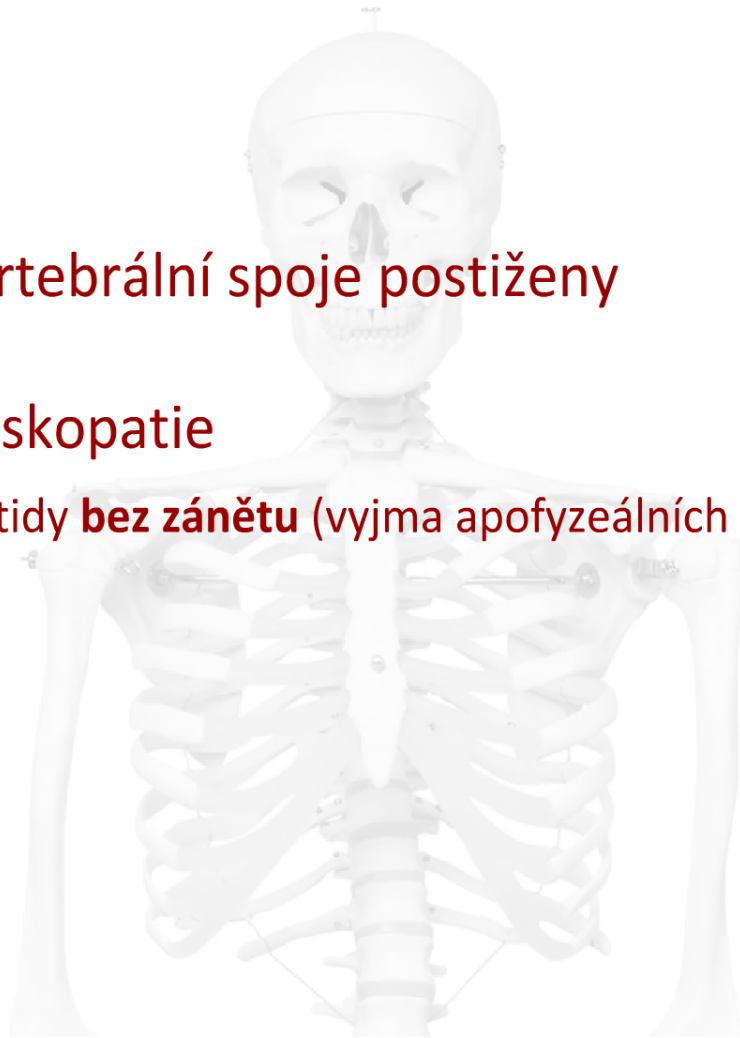 rtebrální spoje postiženy
skopatie
tidy bez zánětu (vyjma apofyzeálních